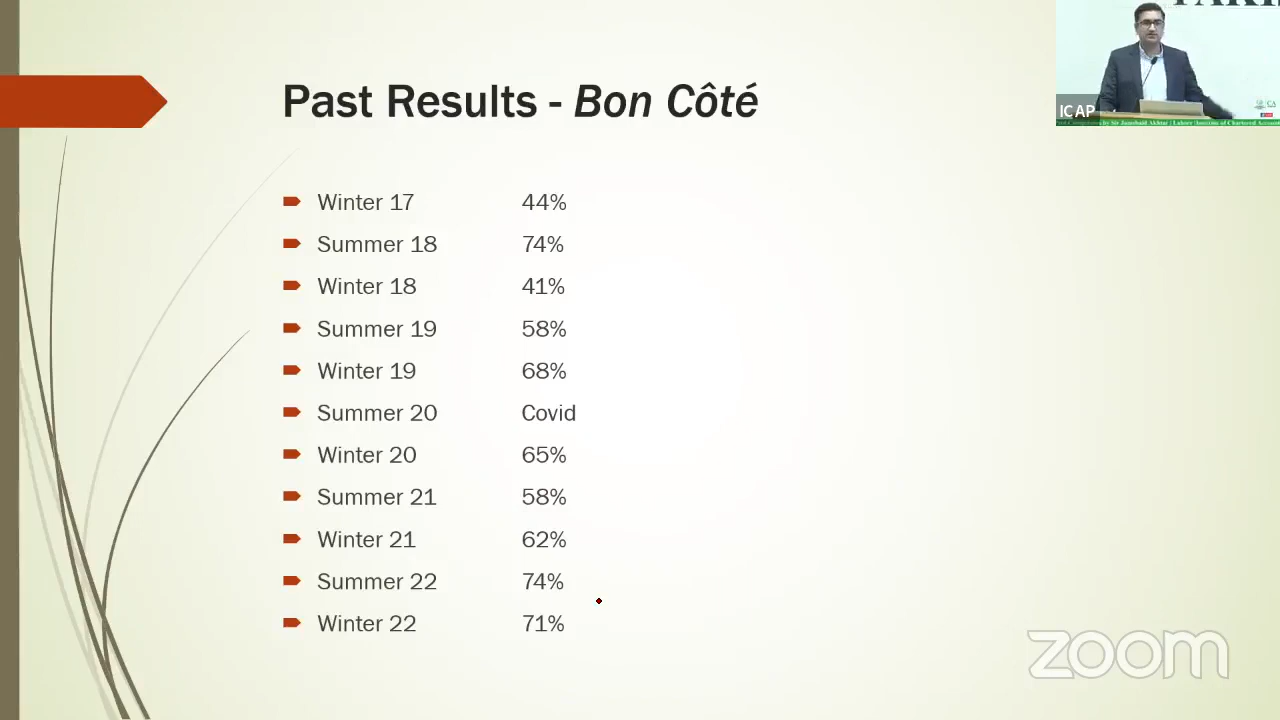 Past Results - Bon Côté
Winter 17 44%
Summer 18 74%
Winter 18 41%
Summer 19 58%
Winter 19 68%
Summer 20 Covid
Winter 20 65%
Summer 21 58%
Winter 21 62%
Summer 22 74%
Winter 22 71%
ICAP
CA
zoom